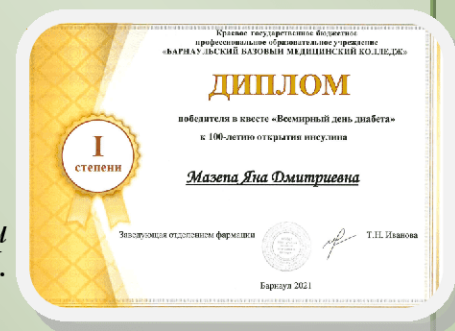 Краевое государственное бюджетное
профессиональное образовательное учреждение
«БАРНАУЛЬСКИЙ БАЗОВЫЙ МЕДИЦИНСКИЙ КОЛЛЕДЖ»
ДИПЛОМ
победителя в квесте «Всемирный день диабета»
к 100-летию открытия инсулина
I
степени
Мазепа Яна Дмитриевна
Заведующая отделением фармации
Т.Н. Иванова
Барнаул 2021